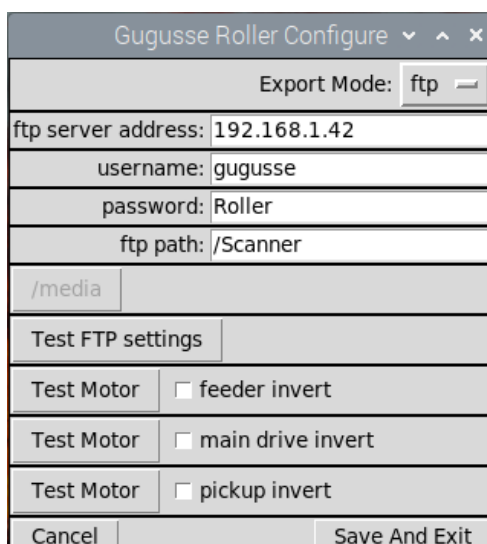 Gugusse Roller Configure
Export Mode: ftp
ftp server address: 192.168.1.42
username: gugusse
password: Roller
ftp path: /Scanner
/media
Test FTP settings
Test Motor feeder invert
Test Motor main drive invert
Test Motor pickup invert
Cancel Save And Exit